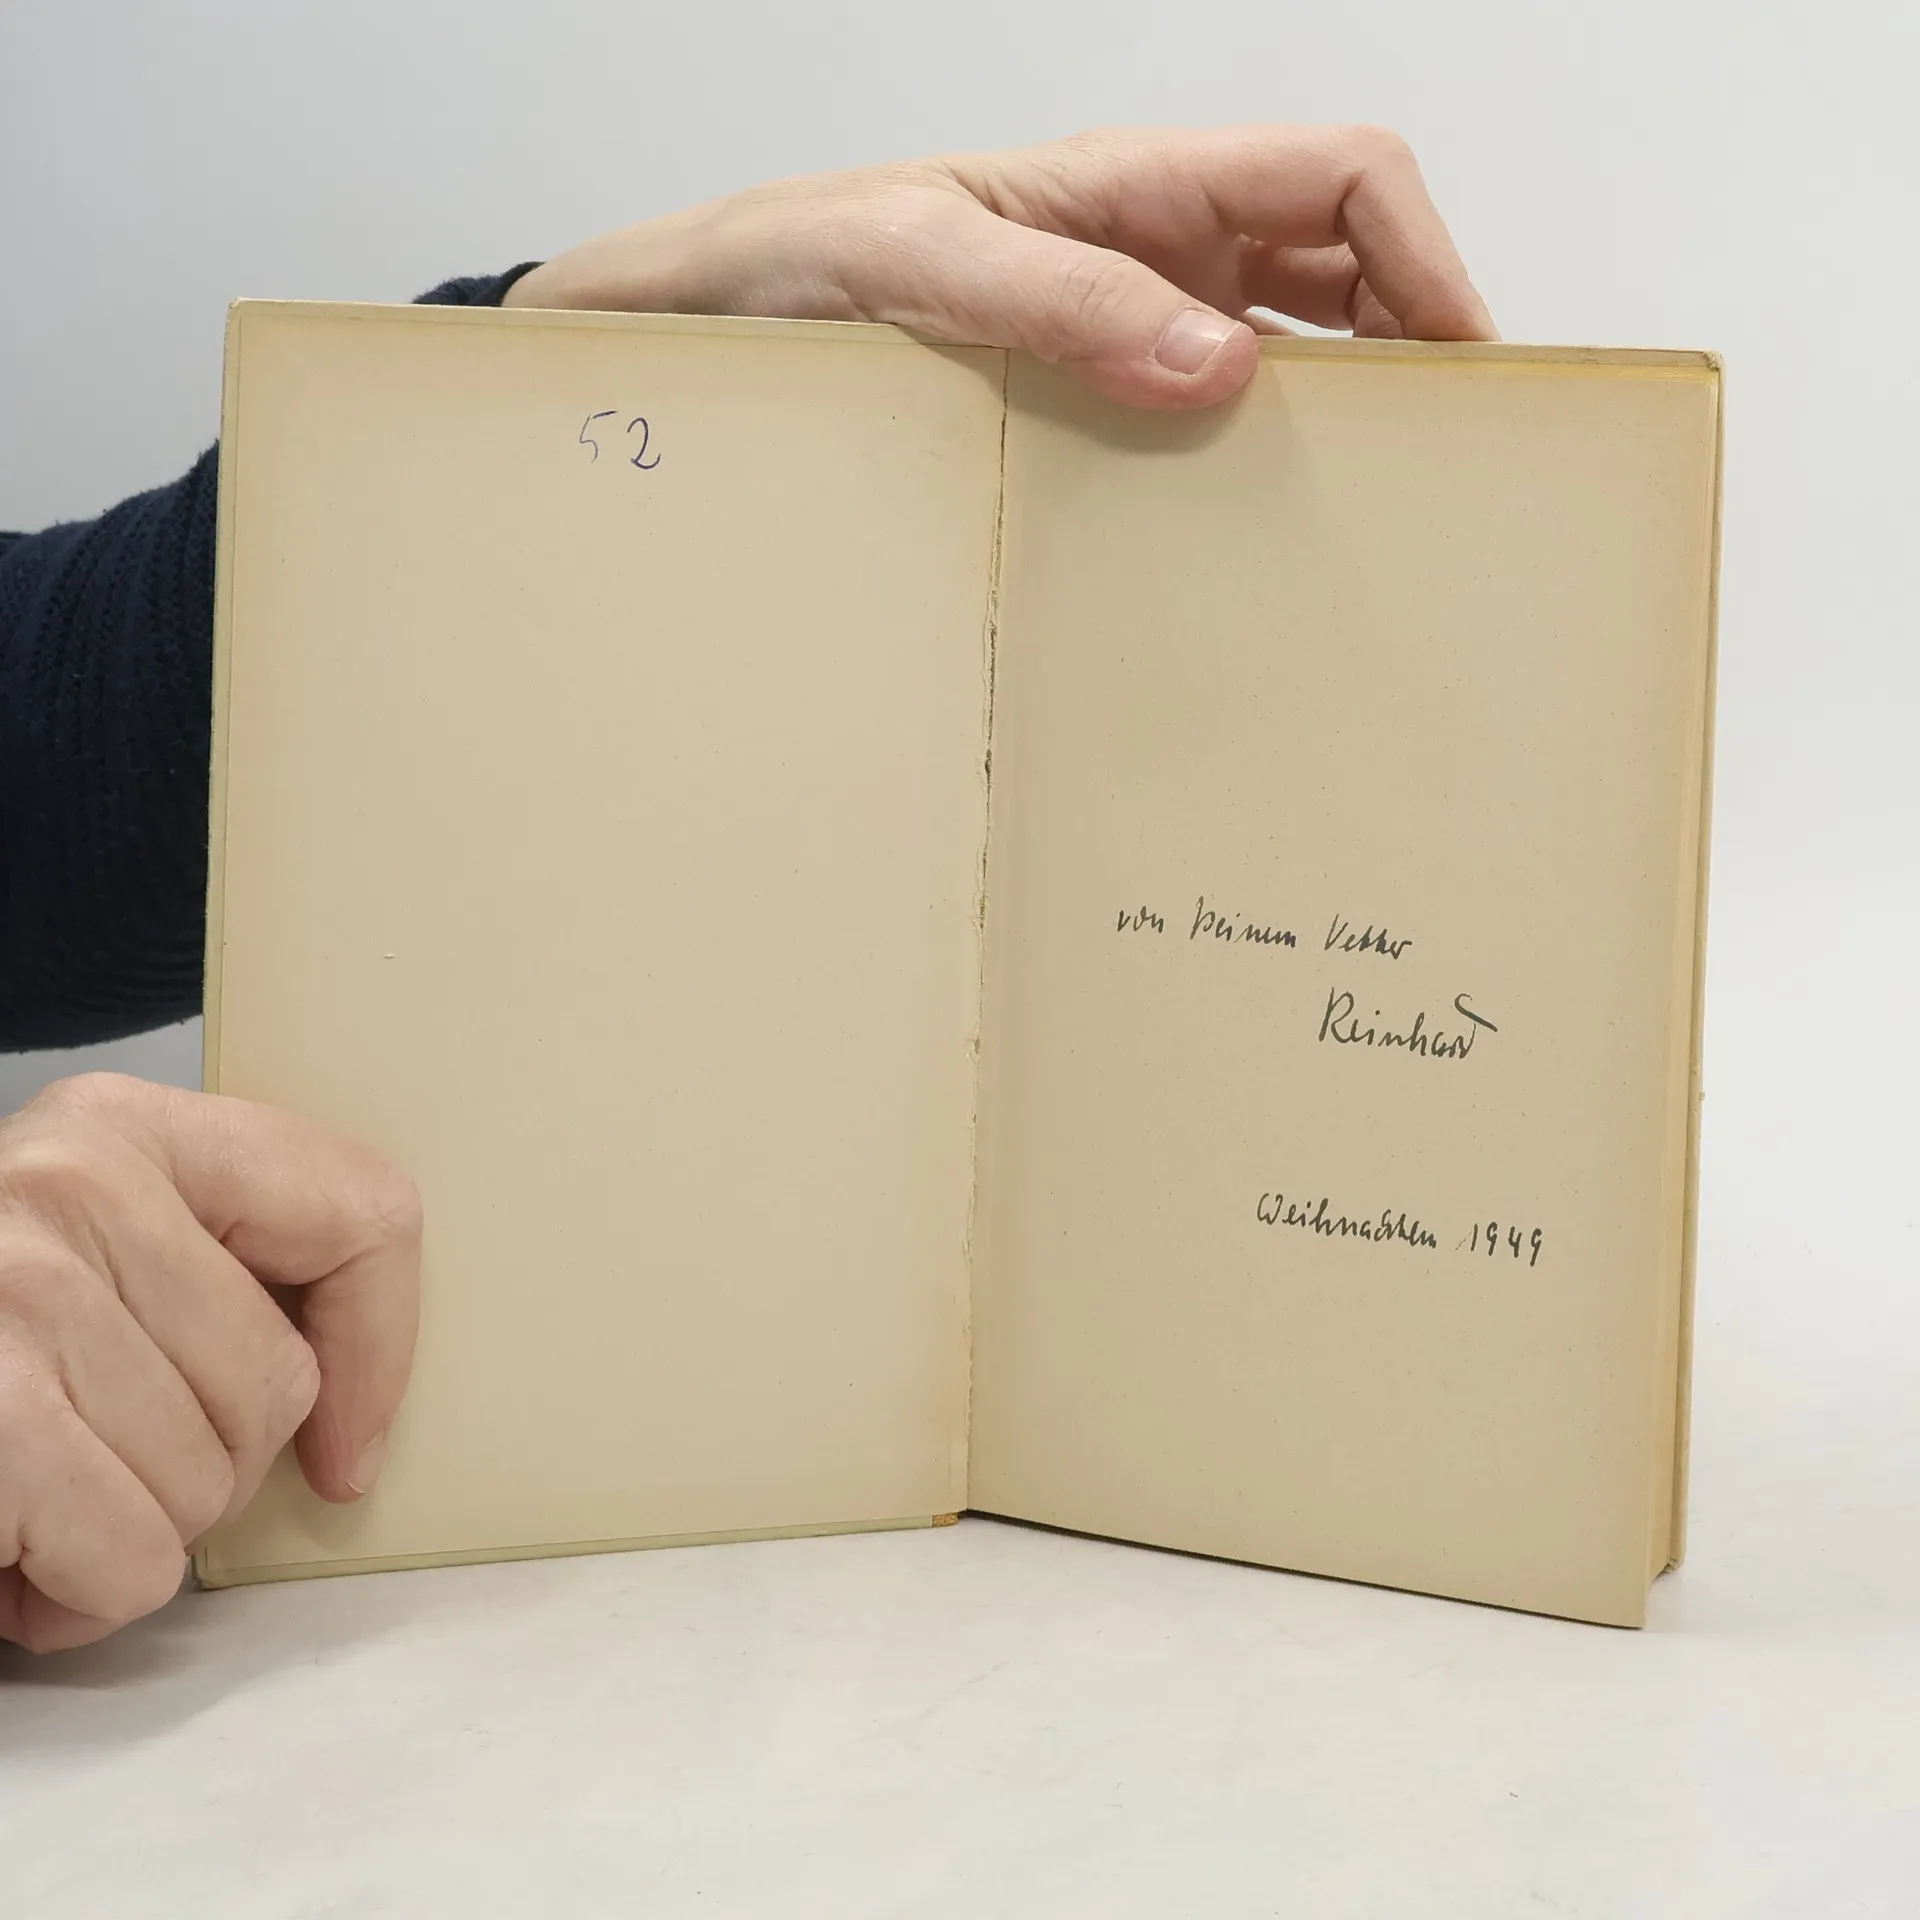 52
von Deinem Vetter
Reinhard
Weihnachten 1949